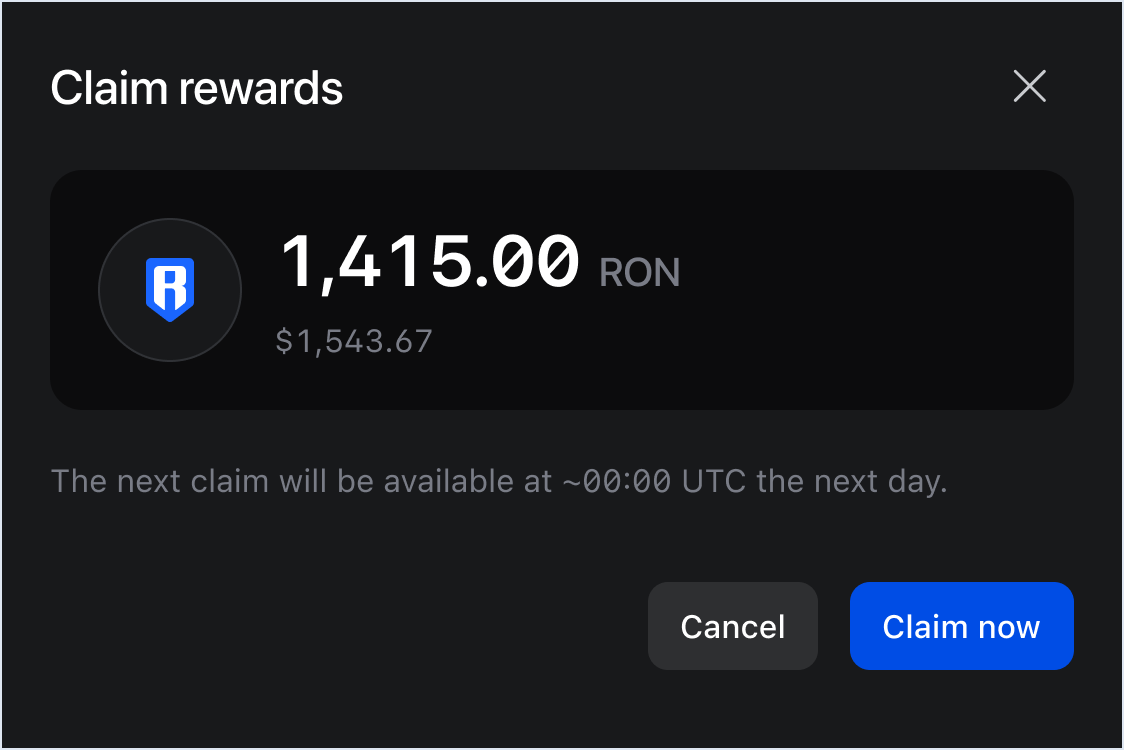 Claim rewards
1,415.00 RON
$1,543.67
The next claim will be available at ~00:00 UTC the next day.
Cancel
Claim now